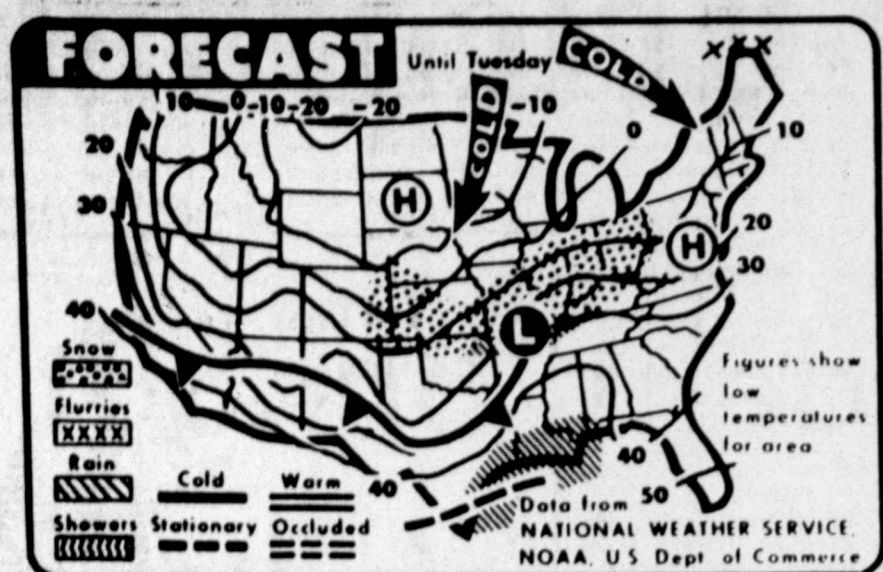 FORECAST
Until Tuesday
COLD
COLD
10 0 -10 -20 -20 -10
0
10
20
20
30
30
40
H
H
L
Snow
Flurries
XXXX
Rain
Showers
Cold
Warm
Stationary
Occluded
40
40
50
Figures show
low
temperatures
for area
Data from
NATIONAL WEATHER SERVICE,
NOAA, U S Dept of Commerce